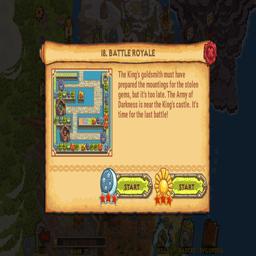 18. BATTLE ROYALE
The King's goldsmith must have
prepared the mountings for the stolen
gems, but it's too late. The Army of
Darkness is near the King's castle. It's
time for the last battle!
START
START